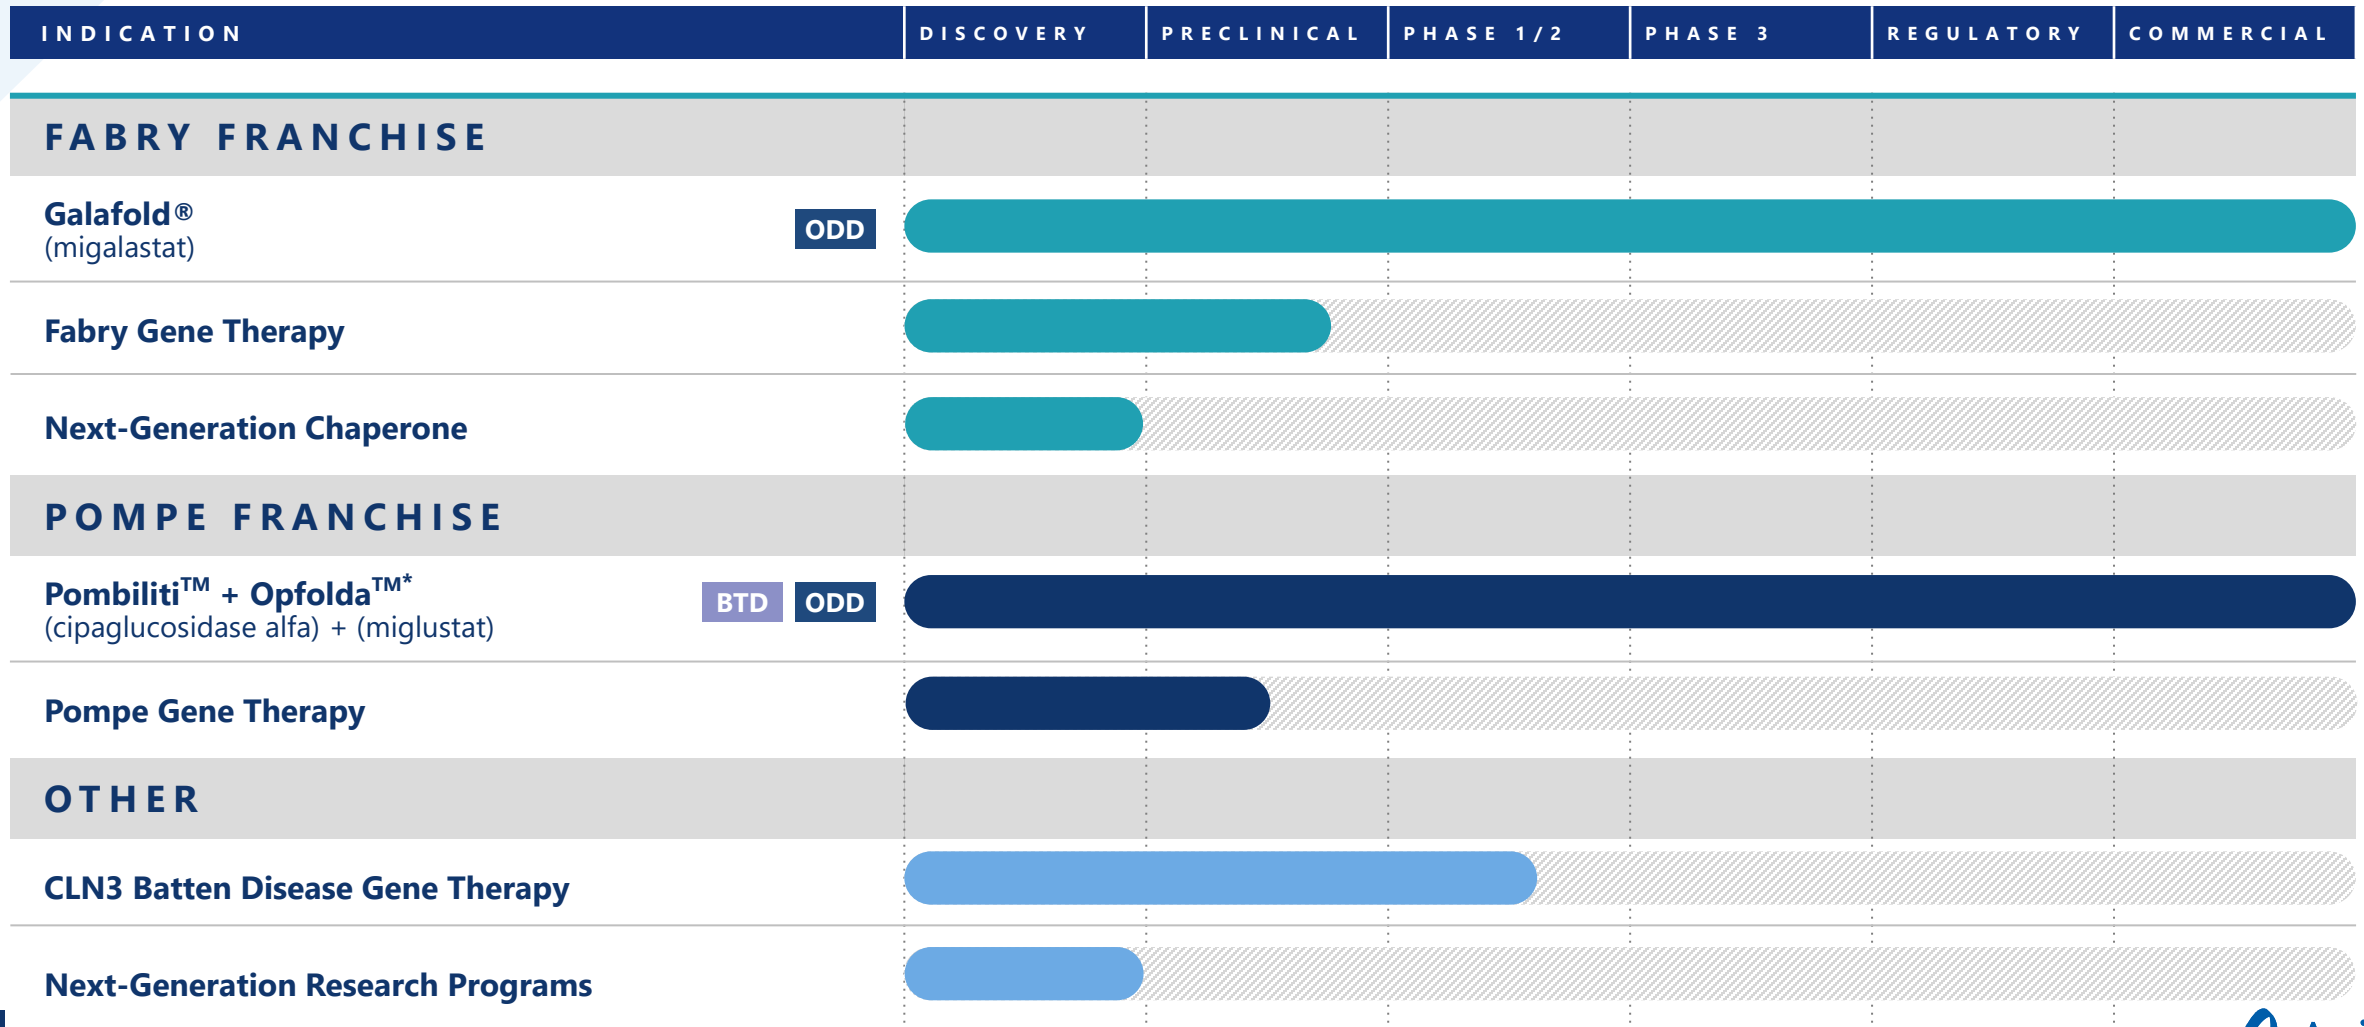 INDICATION DISCOVERY PRECLINICAL PHASE 1/2 PHASE 3 REGULATORY COMMERCIAL
FABRY FRANCHISE
Galafold®
(migalastat)
ODD
Fabry Gene Therapy
Next-Generation Chaperone
POMPE FRANCHISE
Pombiliti™ + Opfolda™*
(cipaglucosidase alfa) + (miglustat)
BTD ODD
Pompe Gene Therapy
OTHER
CLN3 Batten Disease Gene Therapy
Next-Generation Research Programs